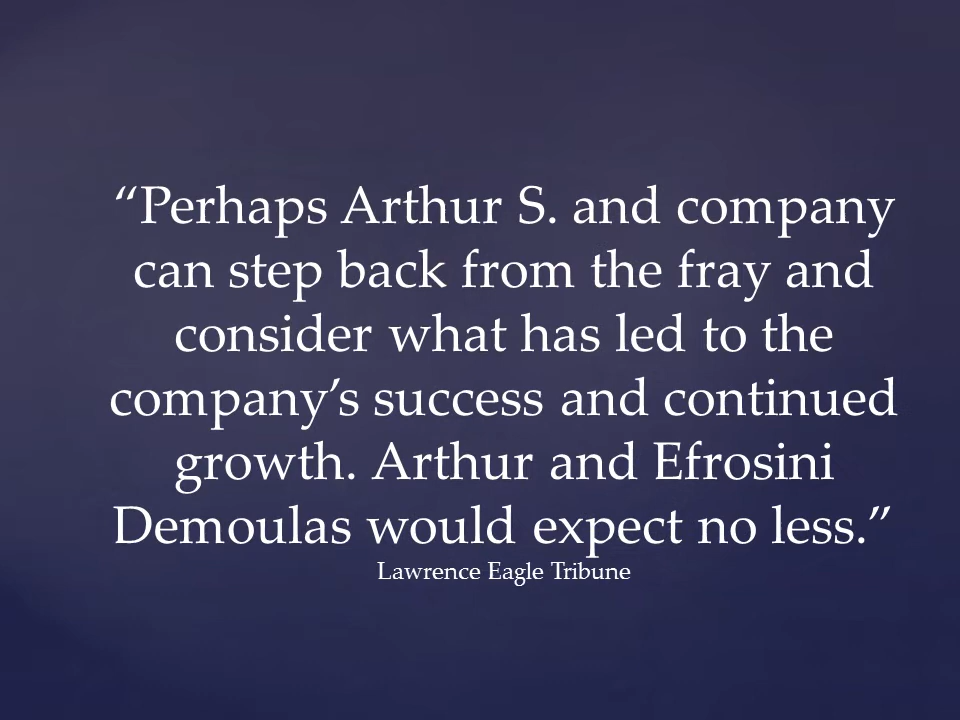 “Perhaps Arthur S. and company
can step back from the fray and
consider what has led to the
company’s success and continued
growth. Arthur and Efrosini
Demoulas would expect no less.”
Lawrence Eagle Tribune